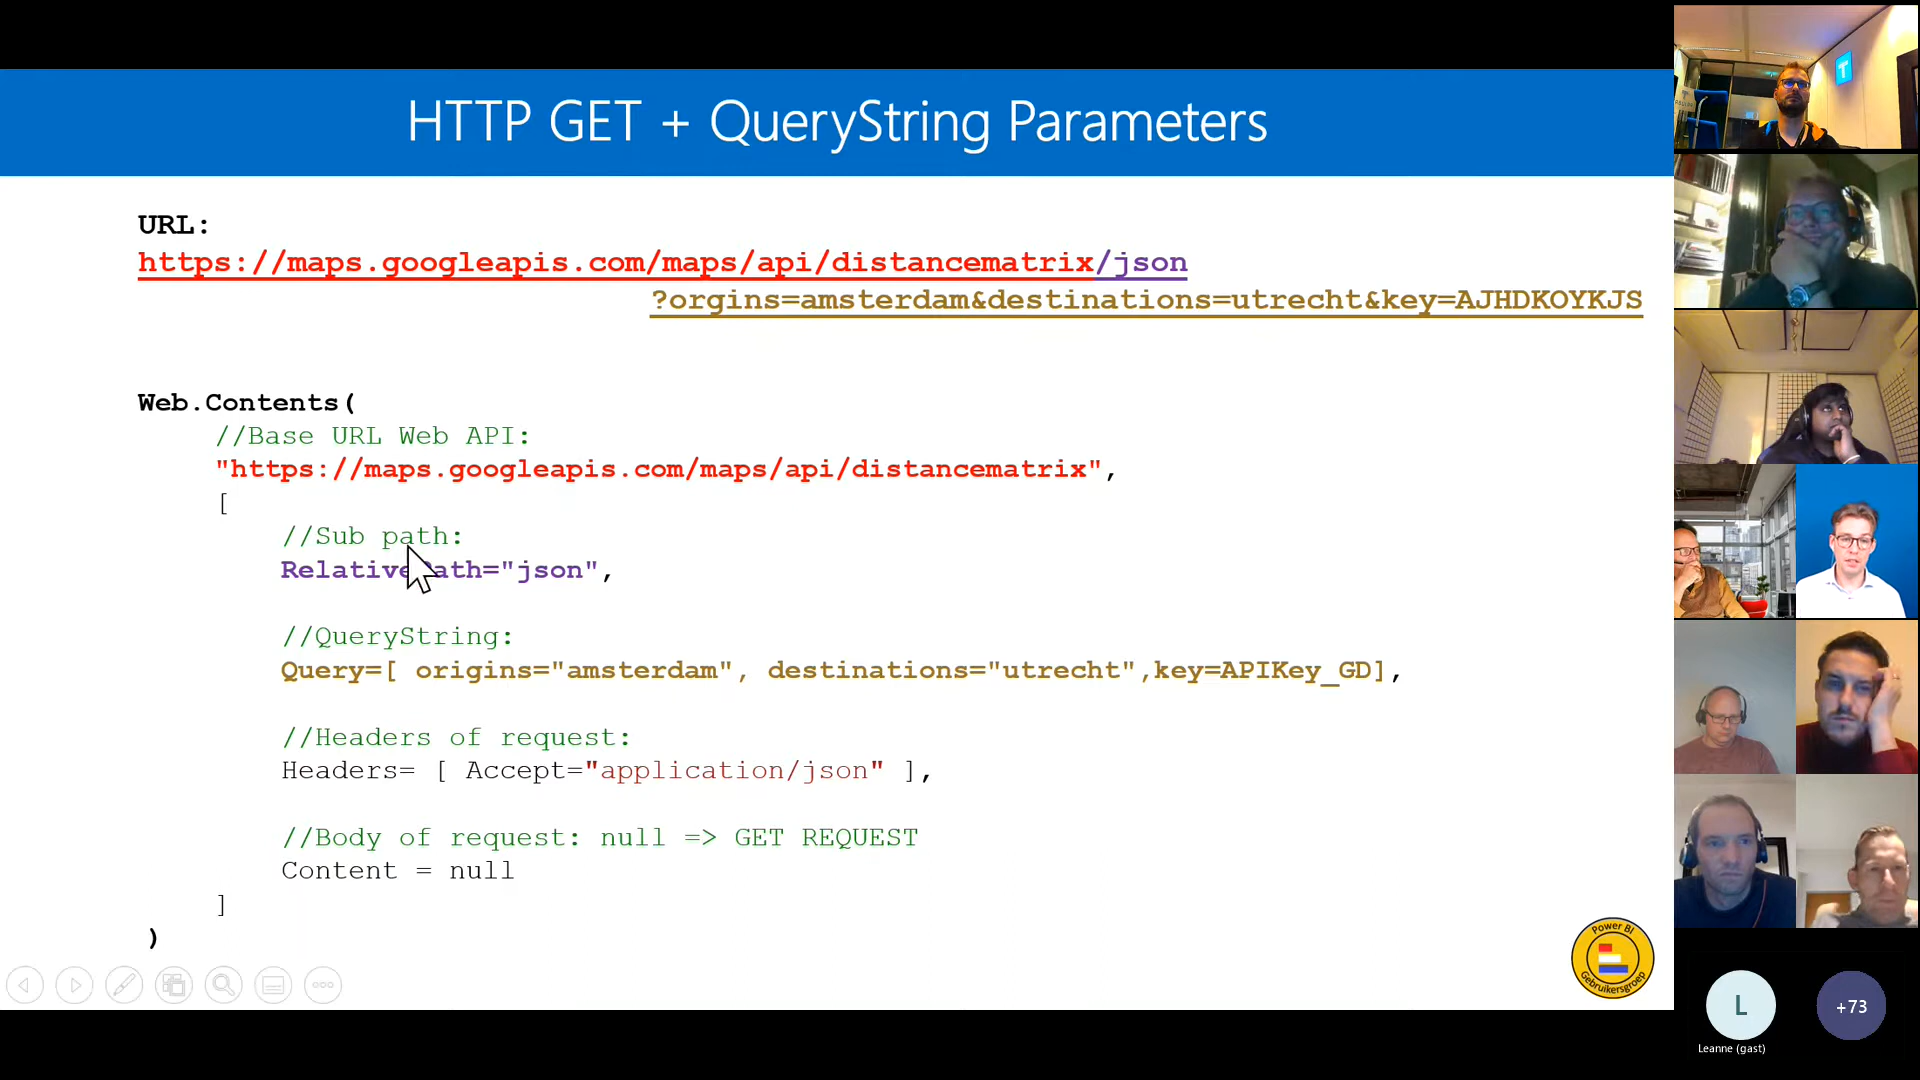 HTTP GET + QueryString Parameters
URL:
https://maps.googleapis.com/maps/api/distancematrix/json
?orgins=amsterdam&destinations=utrecht&key=AJHDKOYKJS
Web.Contents(
//Base URL Web API:
"https://maps.googleapis.com/maps/api/distancematrix",
[
//Sub path:
RelativePath="json",
//QueryString:
Query=[ origins="amsterdam", destinations="utrecht",key=APIKey_GD],
//Headers of request:
Headers= [ Accept="application/json" ],
//Body of request: null => GET REQUEST
Content = null
]
)
Power BI
Gebruikersgroep
L
+73
Leanne (gast)